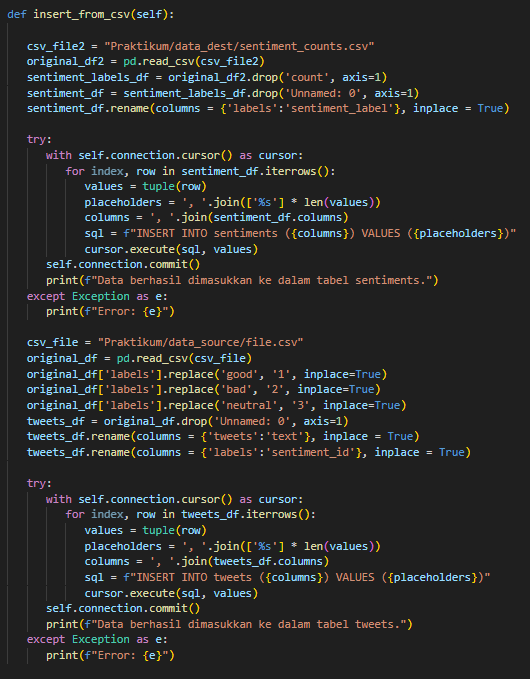 def insert_from_csv(self):
csv_file2 = "Praktikum/data_dest/sentiment_counts.csv"
original_df2 = pd.read_csv(csv_file2)
sentiment_labels_df = original_df2.drop('count', axis=1)
sentiment_df = sentiment_labels_df.drop('Unnamed: 0', axis=1)
sentiment_df.rename(columns = {'labels':'sentiment_label'}, inplace = True)
try:
with self.connection.cursor() as cursor:
for index, row in sentiment_df.iterrows():
values = tuple(row)
placeholders = ', '.join(['%s'] * len(values))
columns = ', '.join(sentiment_df.columns)
sql = f"INSERT INTO sentiments ({columns}) VALUES ({placeholders})"
cursor.execute(sql, values)
self.connection.commit()
print(f"Data berhasil dimasukkan ke dalam tabel sentiments.")
except Exception as e:
print(f"Error: {e}")
csv_file = "Praktikum/data_source/file.csv"
original_df = pd.read_csv(csv_file)
original_df['labels'].replace('good', '1', inplace=True)
original_df['labels'].replace('bad', '2', inplace=True)
original_df['labels'].replace('neutral', '3', inplace=True)
tweets_df = original_df.drop('Unnamed: 0', axis=1)
tweets_df.rename(columns = {'tweets':'text'}, inplace = True)
tweets_df.rename(columns = {'labels':'sentiment_id'}, inplace = True)
try:
with self.connection.cursor() as cursor:
for index, row in tweets_df.iterrows():
values = tuple(row)
placeholders = ', '.join(['%s'] * len(values))
columns = ', '.join(tweets_df.columns)
sql = f"INSERT INTO tweets ({columns}) VALUES ({placeholders})"
cursor.execute(sql, values)
self.connection.commit()
print(f"Data berhasil dimasukkan ke dalam tabel tweets.")
except Exception as e:
print(f"Error: {e}")